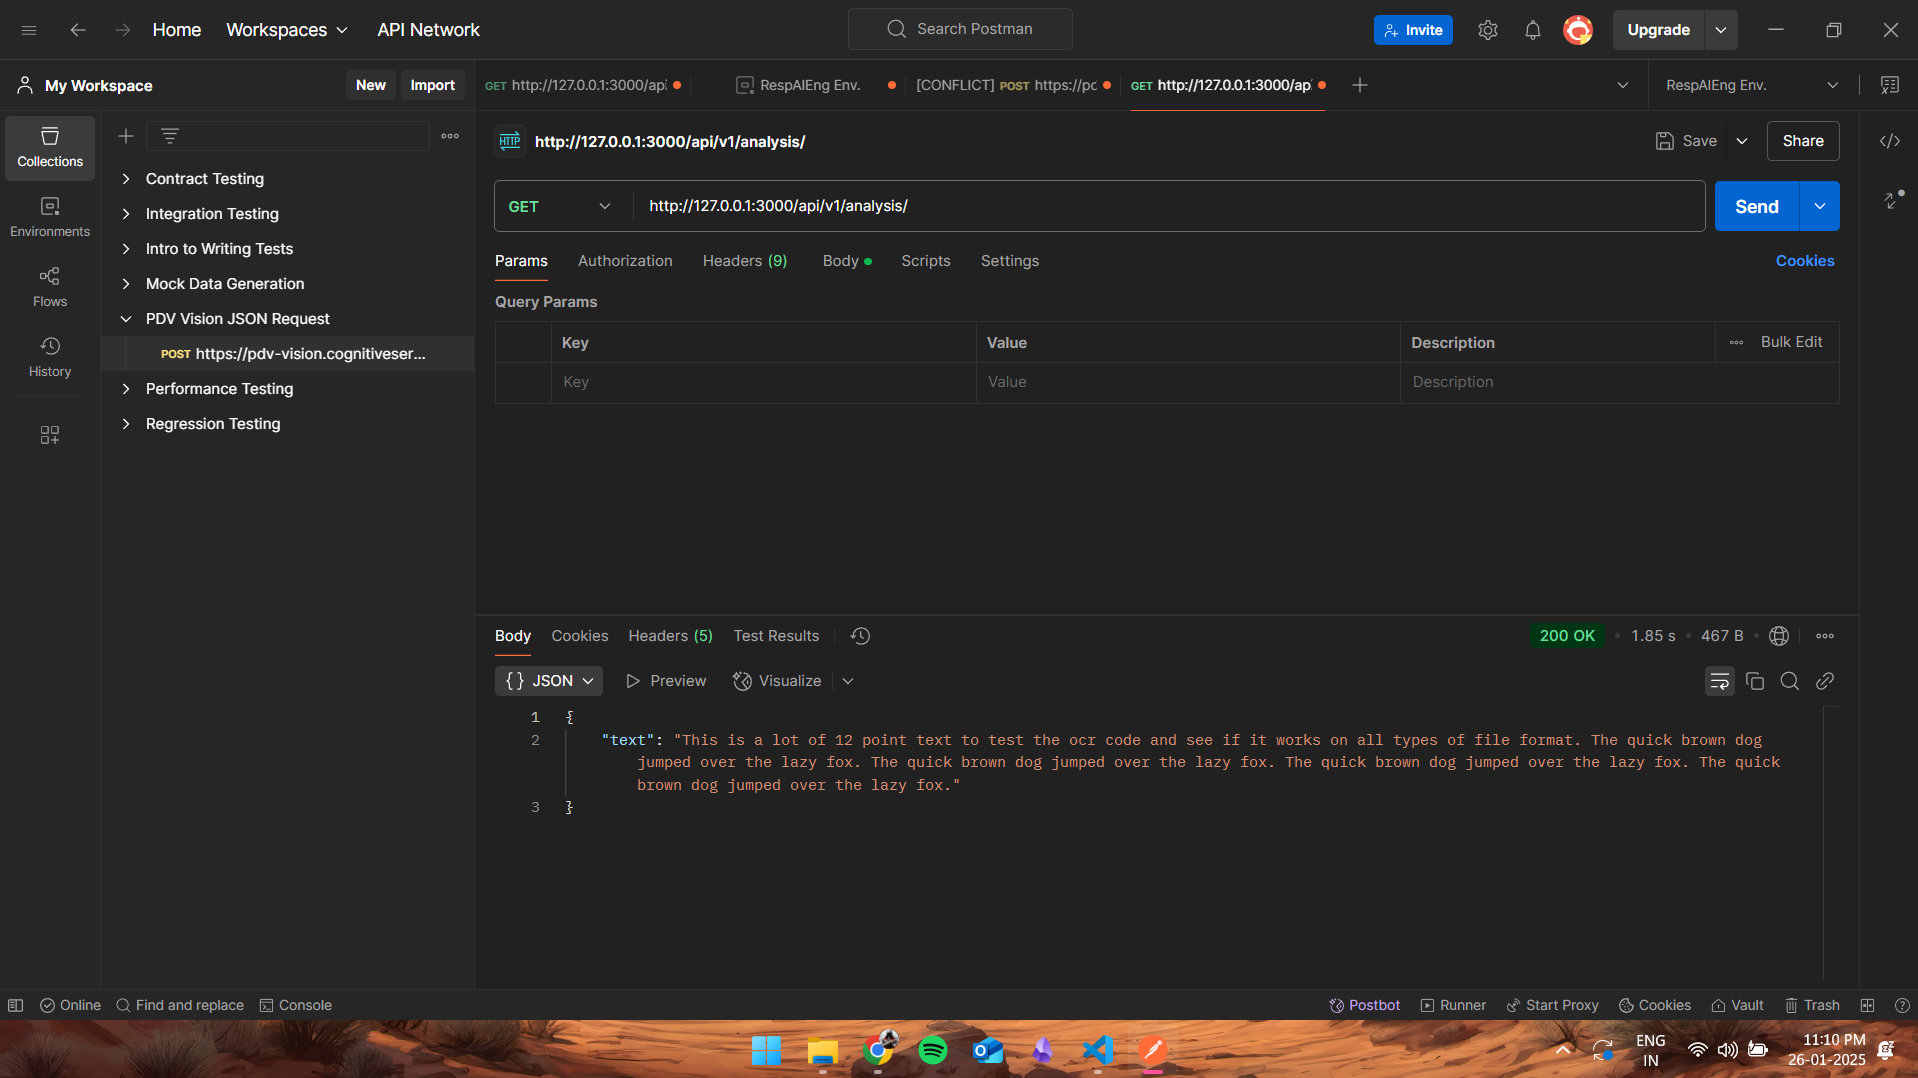 Home
Workspaces
API Network
Search Postman
Invite
Upgrade
My Workspace
New
Import
GET http://127.0.0.1:3000/api
RespAIEng Env.
[CONFLICT] POST https://pd
GET http://127.0.0.1:3000/ap
RespAIEng Env.
Collections
Environments
Flows
History
Contract Testing
Integration Testing
Intro to Writing Tests
Mock Data Generation
PDV Vision JSON Request
POST https://pdv-vision.cognitiveser...
Performance Testing
Regression Testing
HTTP http://127.0.0.1:3000/api/v1/analysis/
Save
Share
GET
http://127.0.0.1:3000/api/v1/analysis/
Send
Params
Authorization
Headers (9)
Body
Scripts
Settings
Cookies
Query Params
Key
Value
Description
Bulk Edit
Key
Value
Description
Body
Cookies
Headers (5)
Test Results
200 OK
1.85 s
467 B
{ } JSON
Preview
Visualize
1 {
2 "text": "This is a lot of 12 point text to test the ocr code and see if it works on all types of file format. The quick brown dog
jumped over the lazy fox. The quick brown dog jumped over the lazy fox. The quick brown dog jumped over the lazy fox. The quick
brown dog jumped over the lazy fox."
3 }
Online
Find and replace
Console
Postbot
Runner
Start Proxy
Cookies
Vault
Trash
ENG
IN
11:10 PM
26-01-2025